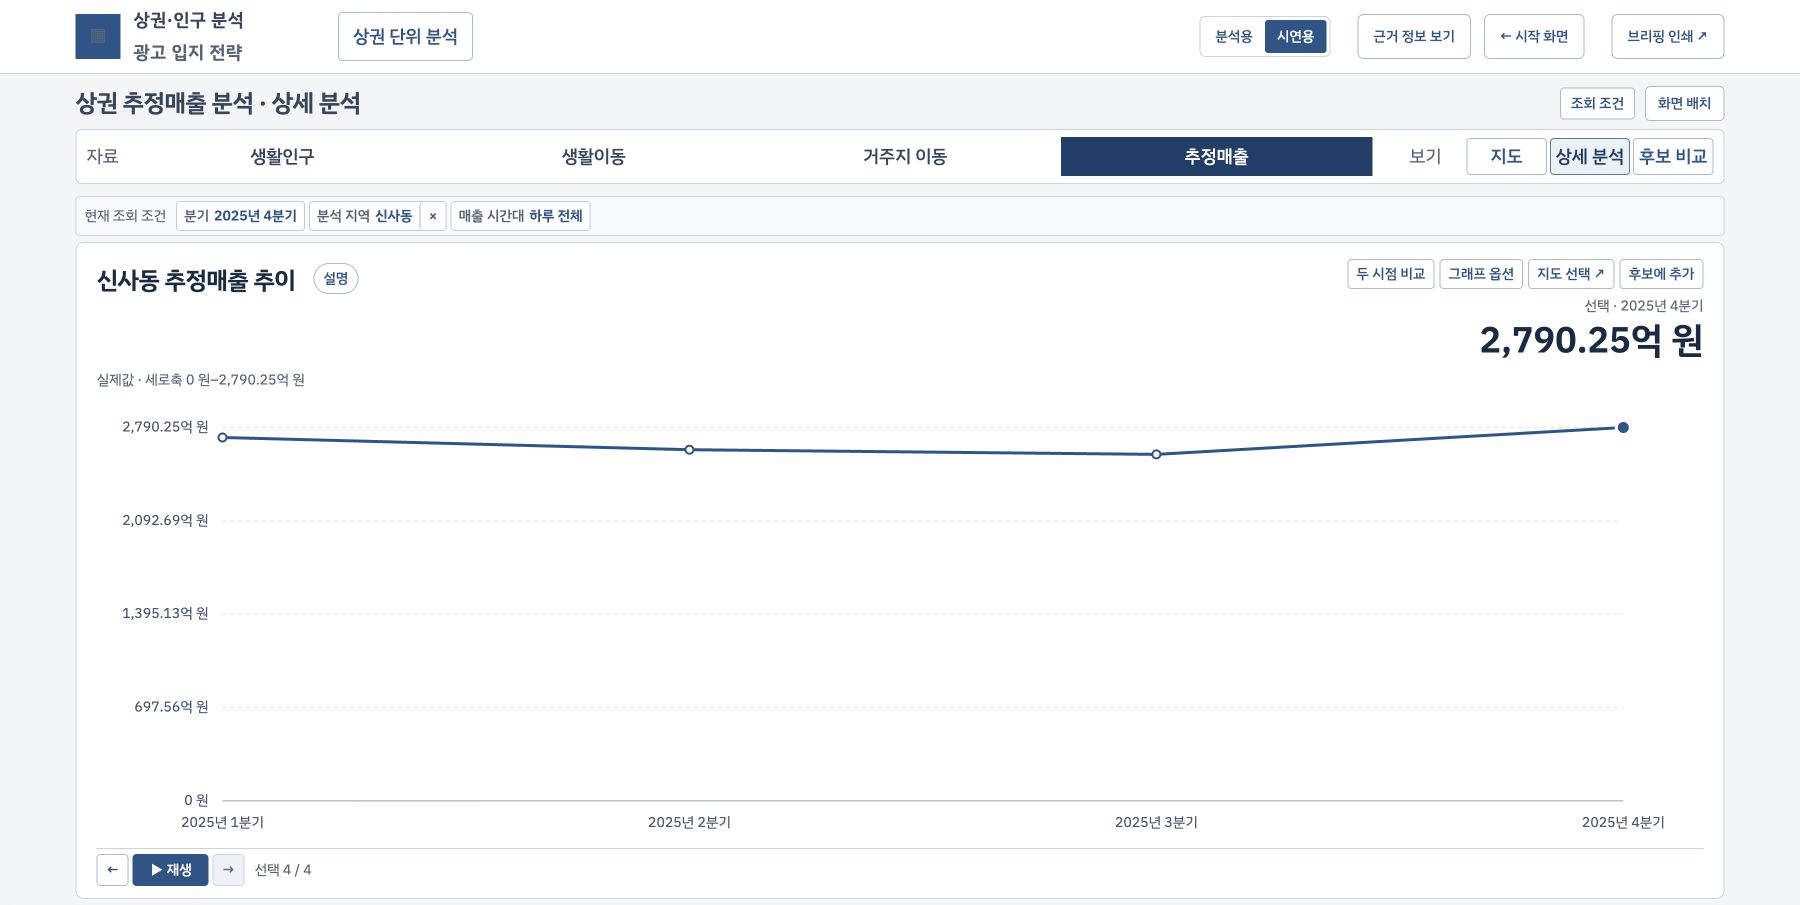 상권·인구 분석
광고 입지 전략
상권 단위 분석
분석용 시연용
근거 정보 보기
← 시작 화면
브리핑 인쇄 ↗
상권 추정매출 분석 · 상세 분석
조회 조건
화면 배치
자료 생활인구 생활이동 거주지 이동 추정매출 보기 지도 상세 분석 후보 비교
현재 조회 조건 분기 2025년 4분기 분석 지역 신사동 × 매출 시간대 하루 전체
신사동 추정매출 추이 설명
두 시점 비교 그래프 옵션 지도 선택 ↗ 후보에 추가
선택 · 2025년 4분기
2,790.25억 원
실제값 · 세로축 0 원–2,790.25억 원
2,790.25억 원
2,092.69억 원
1,395.13억 원
697.56억 원
0 원
2025년 1분기 2025년 2분기 2025년 3분기 2025년 4분기
← ▶ 재생 → 선택 4 / 4